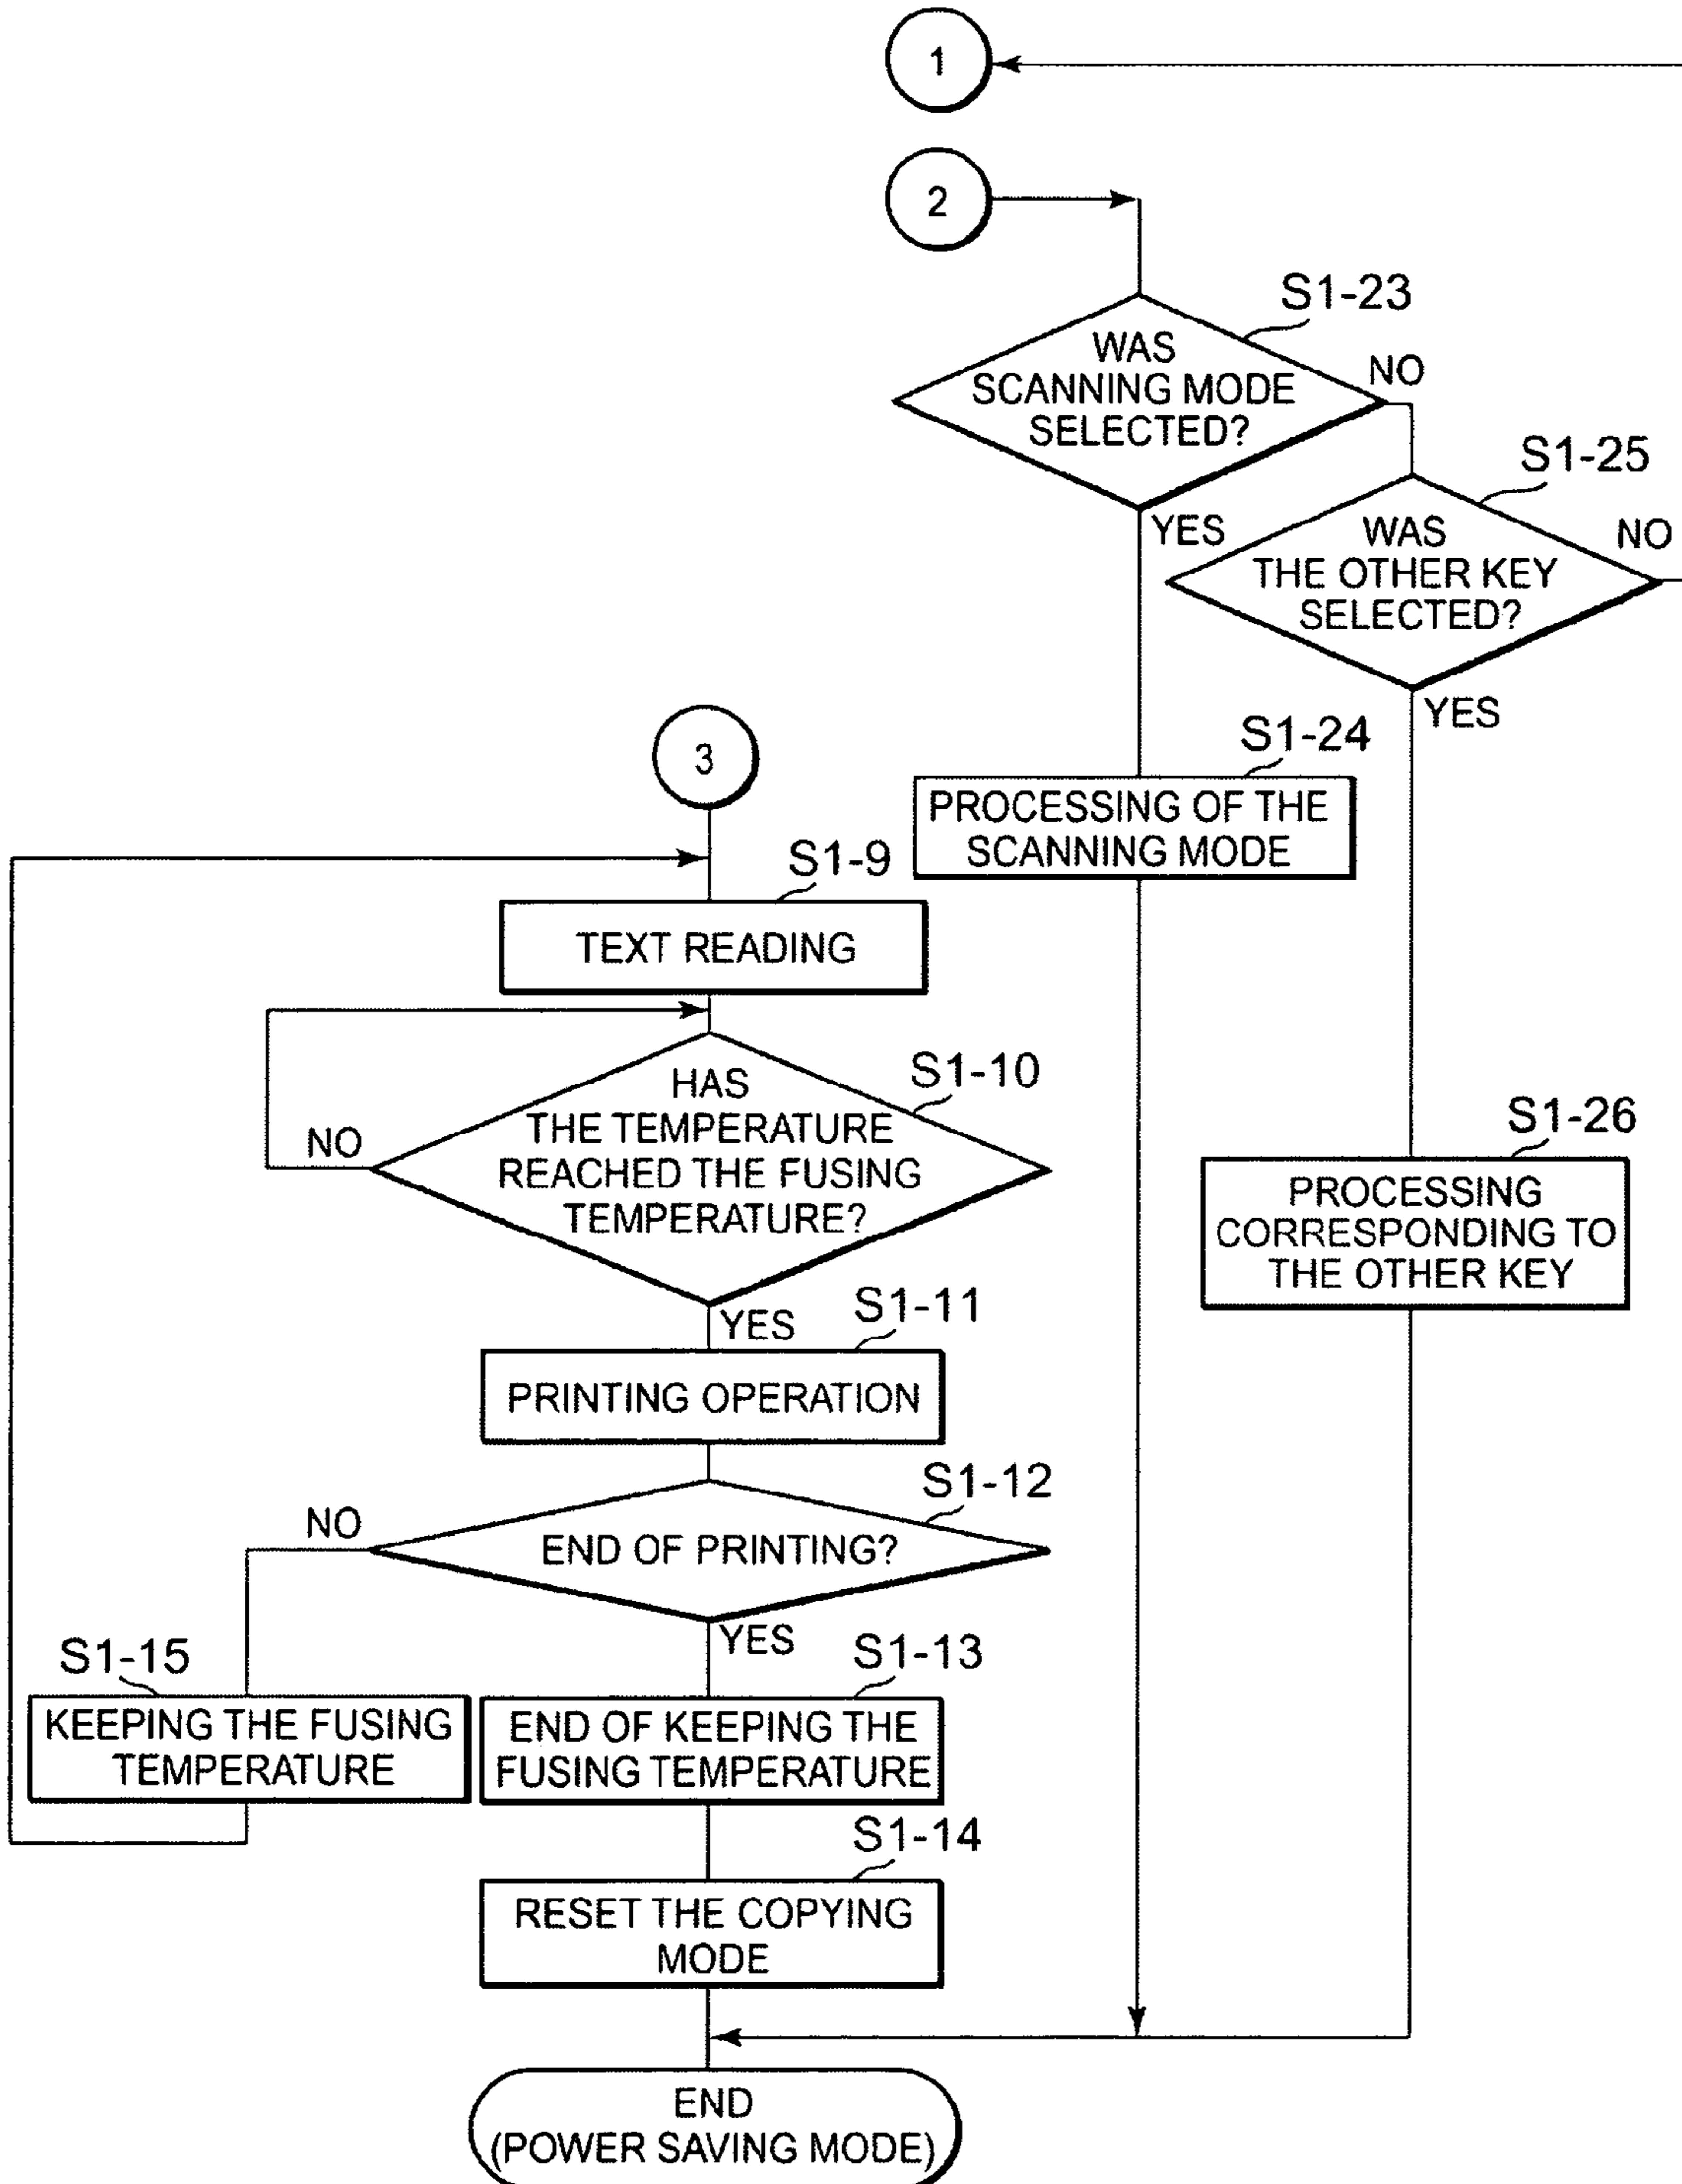 1
2
S1-23
WAS
SCANNING MODE
SELECTED?
NO
YES
S1-25
WAS
THE OTHER KEY
SELECTED?
NO
YES
S1-24
PROCESSING OF THE
SCANNING MODE
S1-26
PROCESSING
CORRESPONDING TO
THE OTHER KEY
3
S1-9
TEXT READING
S1-10
HAS
THE TEMPERATURE
REACHED THE FUSING
TEMPERATURE?
NO
YES
S1-11
PRINTING OPERATION
S1-12
END OF PRINTING?
NO
YES
S1-15
KEEPING THE FUSING
TEMPERATURE
S1-13
END OF KEEPING THE
FUSING TEMPERATURE
S1-14
RESET THE COPYING
MODE
END
(POWER SAVING MODE)